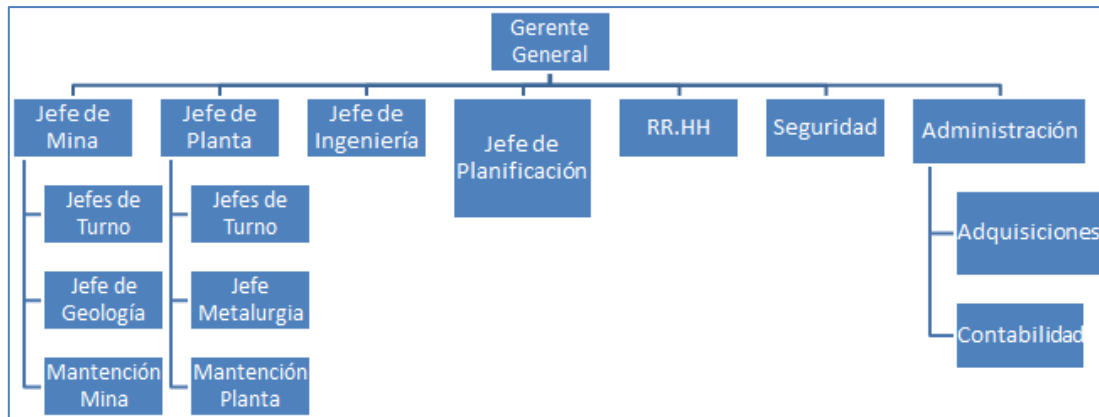 Gerente
General
Jefe de
Mina
Jefe de
Planta
Jefe de
Ingeniería
Jefe de
Planificación
RR.HH
Seguridad
Administración
Jefes de
Turno
Jefe de
Geología
Mantención
Mina
Jefes de
Turno
Jefe
Metalurgia
Mantención
Planta
Adquisiciones
Contabilidad